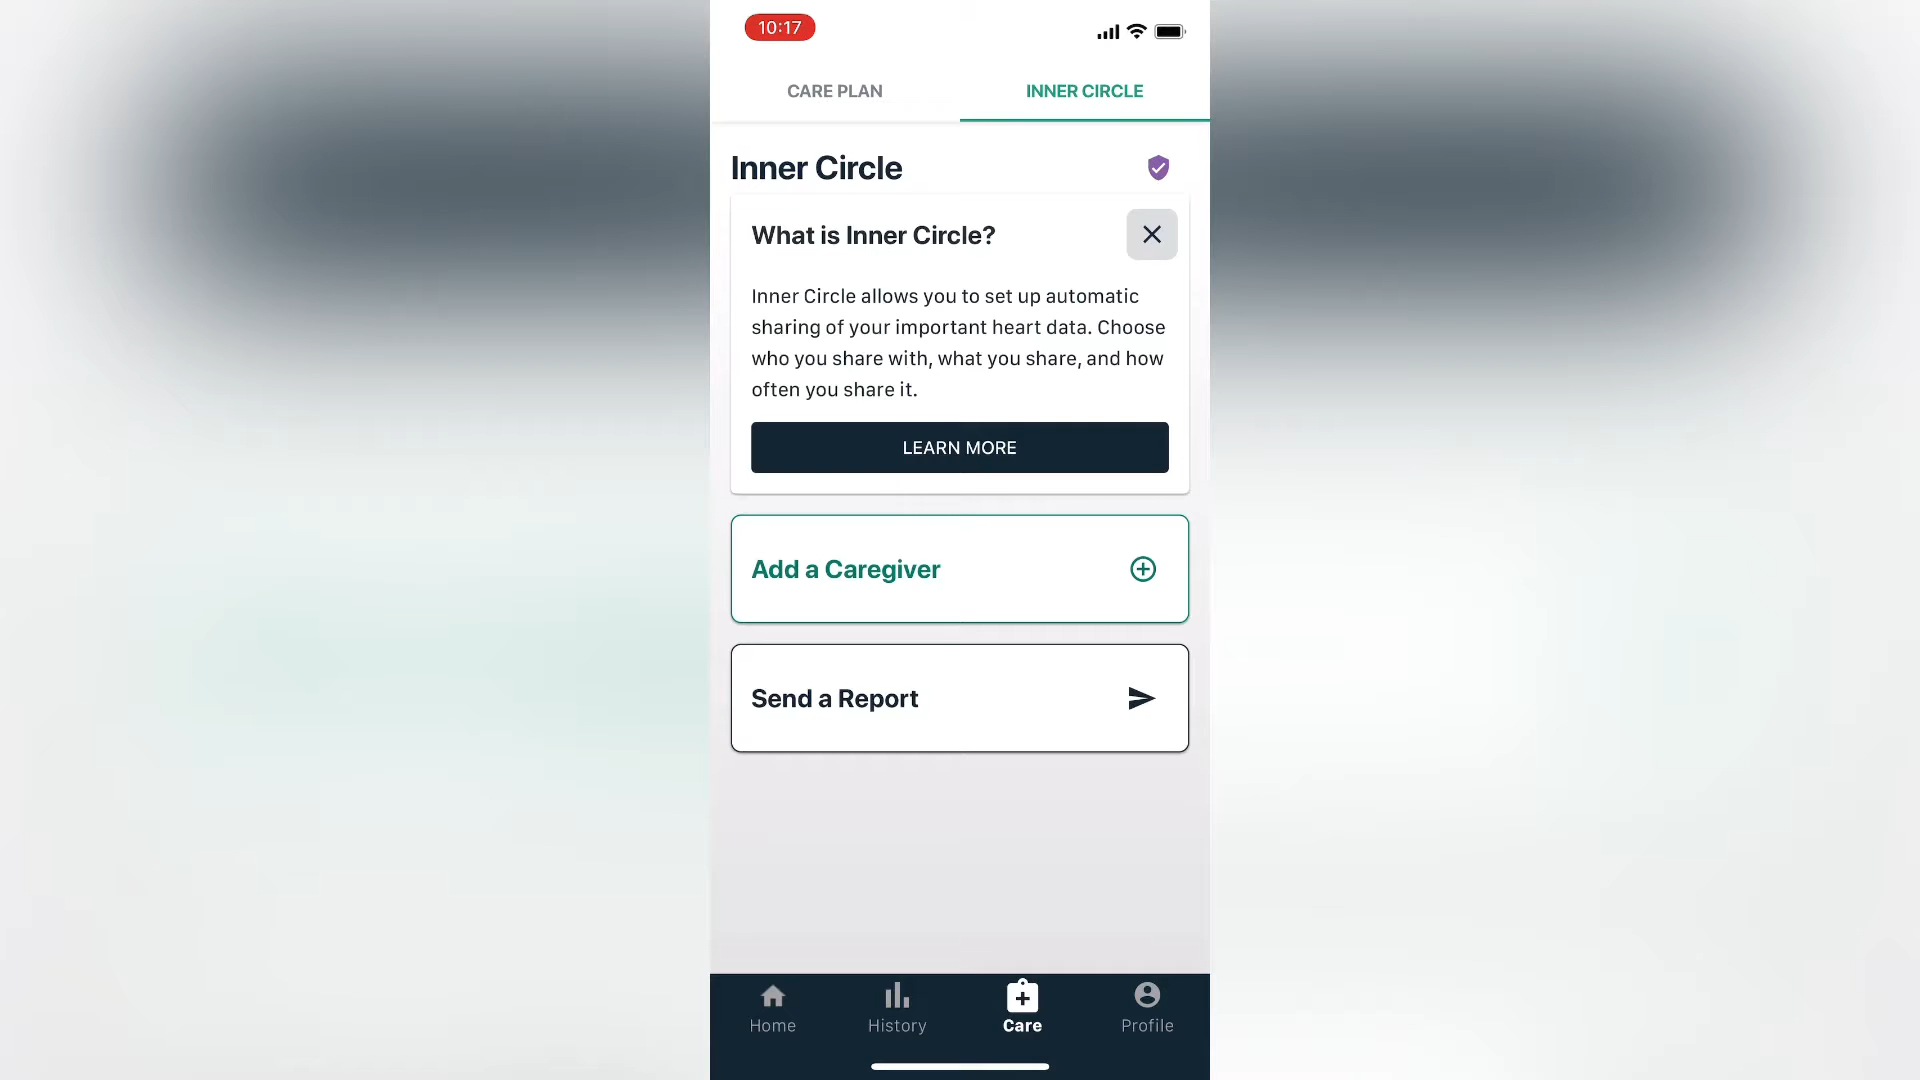 10:17
CARE PLAN
INNER CIRCLE
Inner Circle
What is Inner Circle?
Inner Circle allows you to set up automatic
sharing of your important heart data. Choose
who you share with, what you share, and how
often you share it.
LEARN MORE
Add a Caregiver
Send a Report
Home
History
Care
Profile